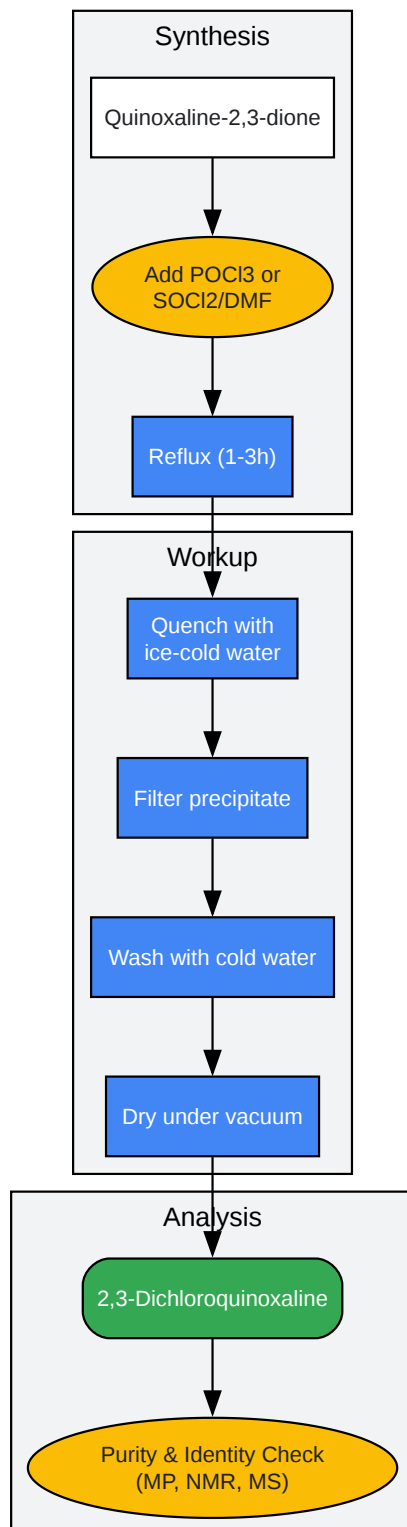 Synthesis
Quinoxaline-2,3-dione
Add POCl3 or
SOCl2/DMF
Reflux (1-3h)
Workup
Quench with
ice-cold water
Filter precipitate
Wash with cold water
Dry under vacuum
Analysis
2,3-Dichloroquinoxaline
Purity & Identity Check
(MP, NMR, MS)